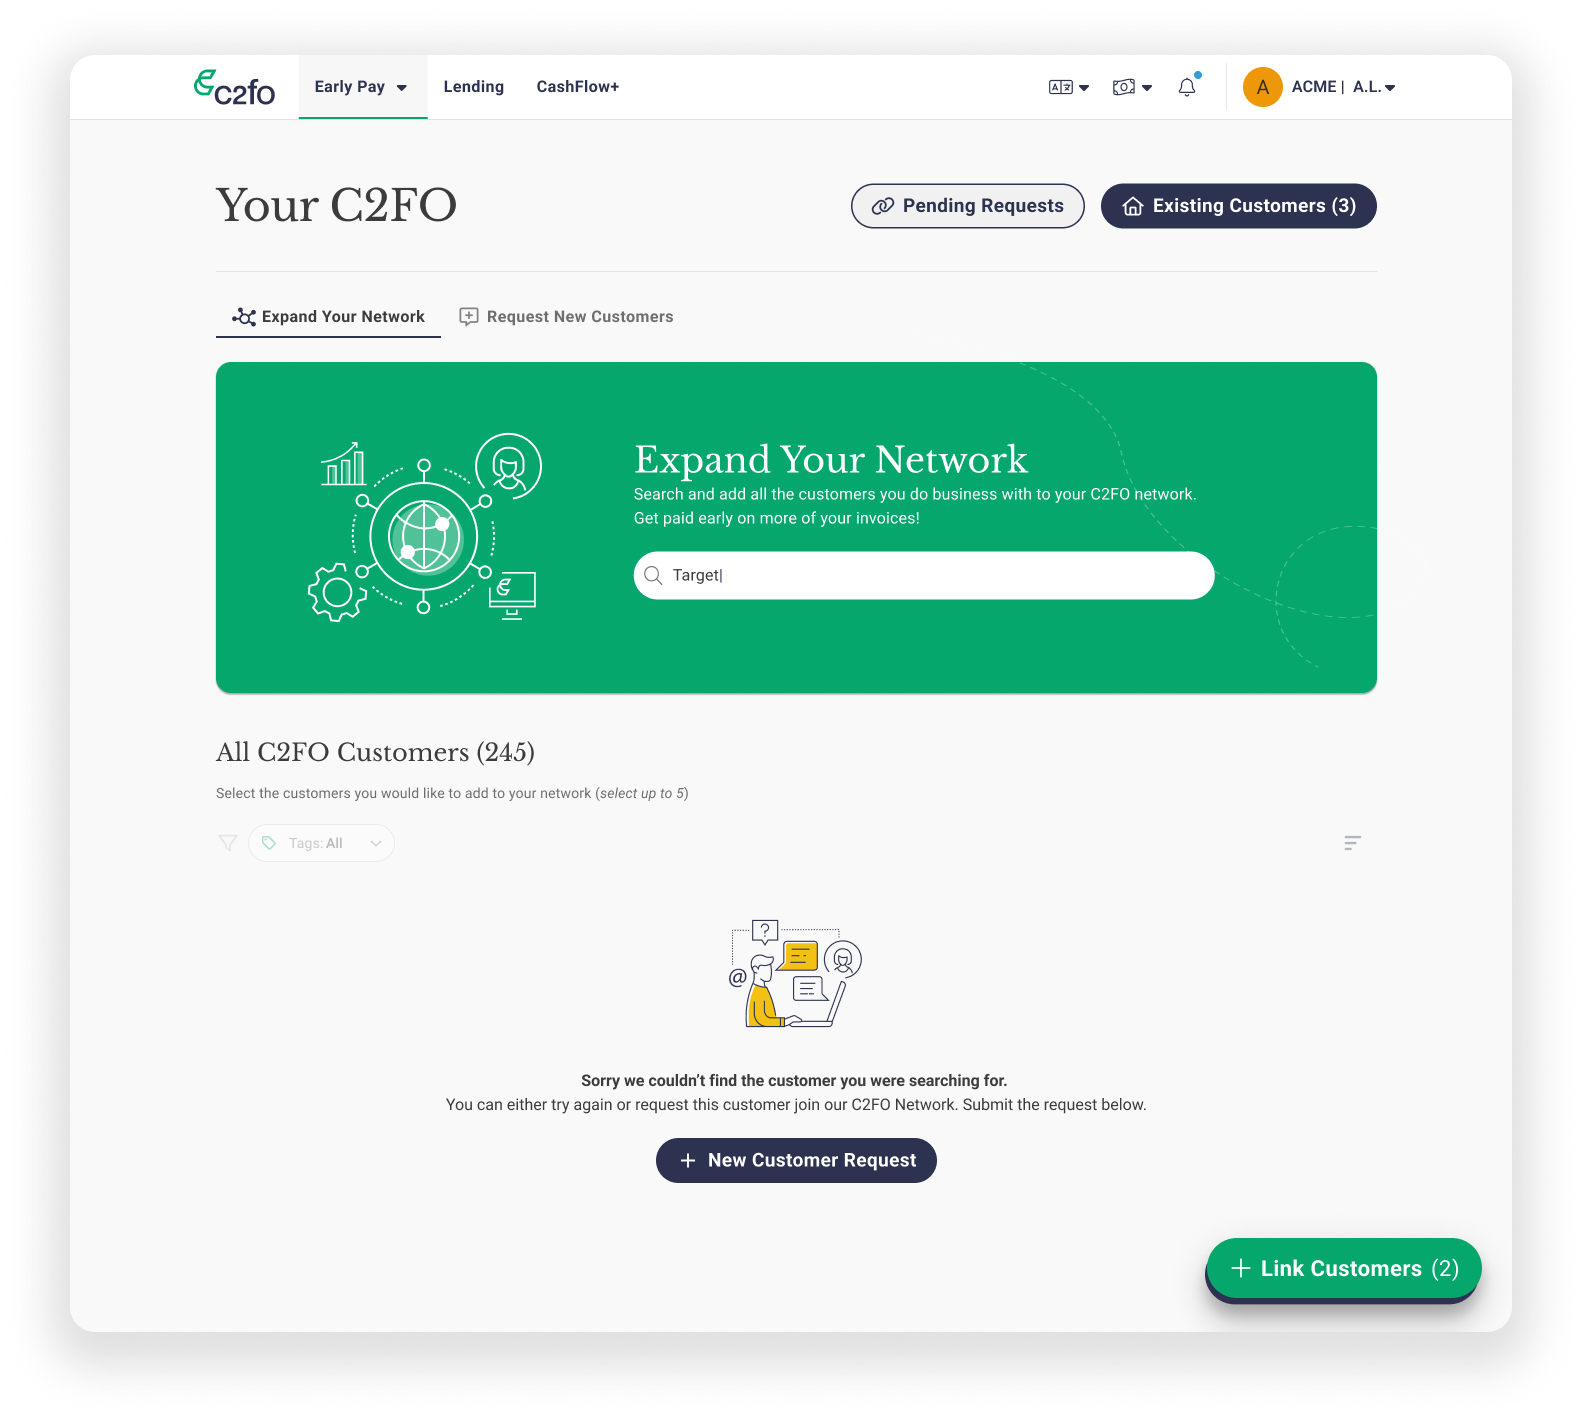 c2fo
Early Pay
Lending
CashFlow+
A
A
ACME | A.L.
Your C2FO
Pending Requests
Existing Customers (3)
Expand Your Network
Request New Customers
Expand Your Network
Search and add all the customers you do business with to your C2FO network.
Get paid early on more of your invoices!
Target
All C2FO Customers (245)
Select the customers you would like to add to your network (select up to 5)
Tags: All
?
@
Sorry we couldn’t find the customer you were searching for.
You can either try again or request this customer join our C2FO Network. Submit the request below.
+ New Customer Request
+ Link Customers (2)